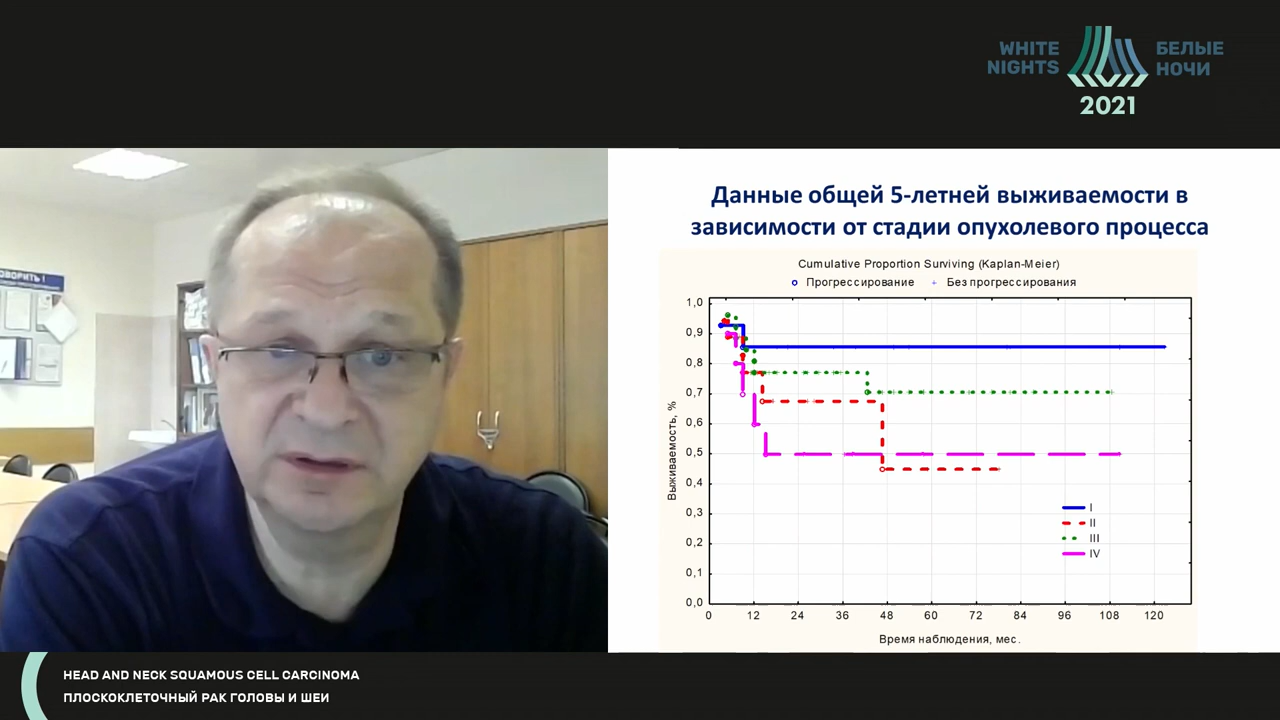 WHITE
NIGHTS
БЕЛЫЕ
НОЧИ
2021
ОВОРИТЬ !
Данные общей 5-летней выживаемости в
зависимости от стадии опухолевого процесса
Cumulative Proportion Surviving (Kaplan-Meier)
Прогрессирование Без прогрессирования
1,0
0,9
0,8
0,7
0,6
0,5
0,4
0,3
0,2
0,1
0,0
Выживаемость, %
I
II
III
IV
0 12 24 36 48 60 72 84 96 108 120
Время наблюдения, мес.
HEAD AND NECK SQUAMOUS CELL CARCINOMA
ПЛОСКОКЛЕТОЧНЫЙ РАК ГОЛОВЫ И ШЕИ